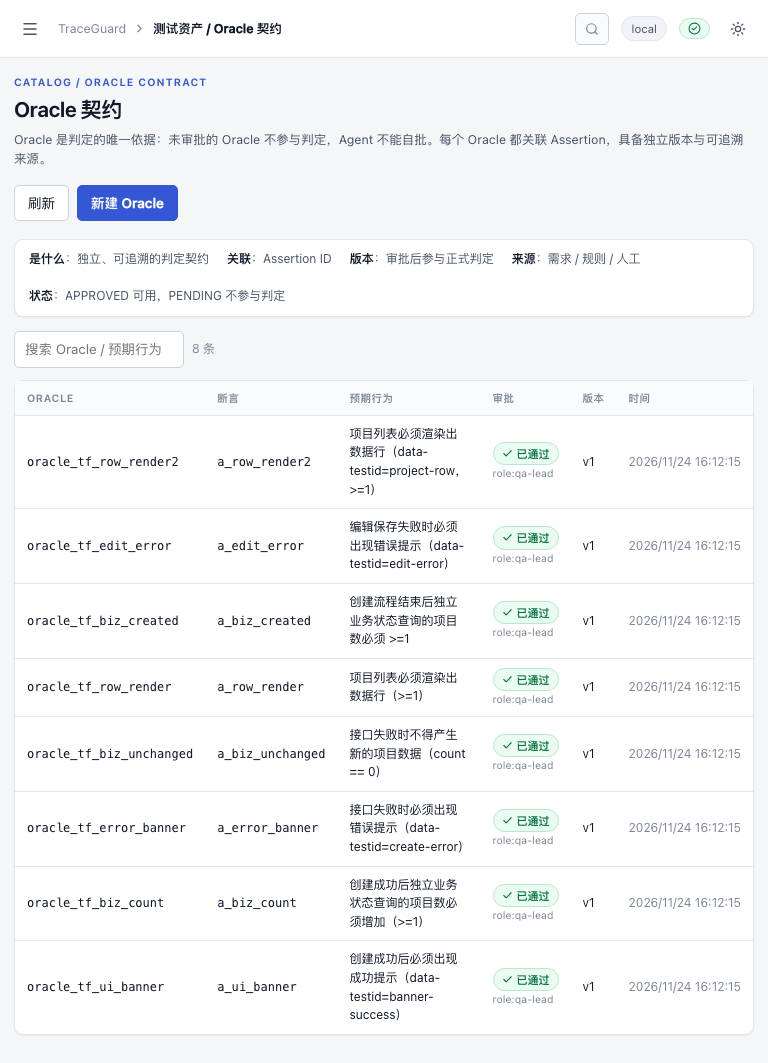 TraceGuard > 测试资产 / Oracle 契约
local
CATALOG / ORACLE CONTRACT
Oracle 契约
Oracle 是判定的唯一依据：未审批的 Oracle 不参与判定，Agent 不能自批。每个 Oracle 都关联 Assertion，具备独立版本与可追溯
来源。
刷新
新建 Oracle
是什么：独立、可追溯的判定契约 关联：Assertion ID 版本：审批后参与正式判定 来源：需求 / 规则 / 人工
状态：APPROVED 可用，PENDING 不参与判定
搜索 Oracle / 预期行为
8 条
ORACLE 断言 预期行为 审批 版本 时间
oracle_tf_row_render2
a_row_render2
项目列表必须渲染出
数据行（data-
testid=project-row，
>=1）
已通过
role:qa-lead
v1
2026/11/24 16:12:15
oracle_tf_edit_error
a_edit_error
编辑保存失败时必须
出现错误提示（data-
testid=edit-error）
已通过
role:qa-lead
v1
2026/11/24 16:12:15
oracle_tf_biz_created
a_biz_created
创建流程结束后独立
业务状态查询的项目
数必须 >=1
已通过
role:qa-lead
v1
2026/11/24 16:12:15
oracle_tf_row_render
a_row_render
项目列表必须渲染出
数据行（>=1）
已通过
role:qa-lead
v1
2026/11/24 16:12:15
oracle_tf_biz_unchanged
a_biz_unchanged
接口失败时不得产生
新的项目数据（count
== 0）
已通过
role:qa-lead
v1
2026/11/24 16:12:15
oracle_tf_error_banner
a_error_banner
接口失败时必须出现
错误提示（data-
testid=create-error）
已通过
role:qa-lead
v1
2026/11/24 16:12:15
oracle_tf_biz_count
a_biz_count
创建成功后独立业务
状态查询的项目数必
须增加（>=1）
已通过
role:qa-lead
v1
2026/11/24 16:12:15
oracle_tf_ui_banner
a_ui_banner
创建成功后必须出现
成功提示（data-
testid=banner-
success）
已通过
role:qa-lead
v1
2026/11/24 16:12:15